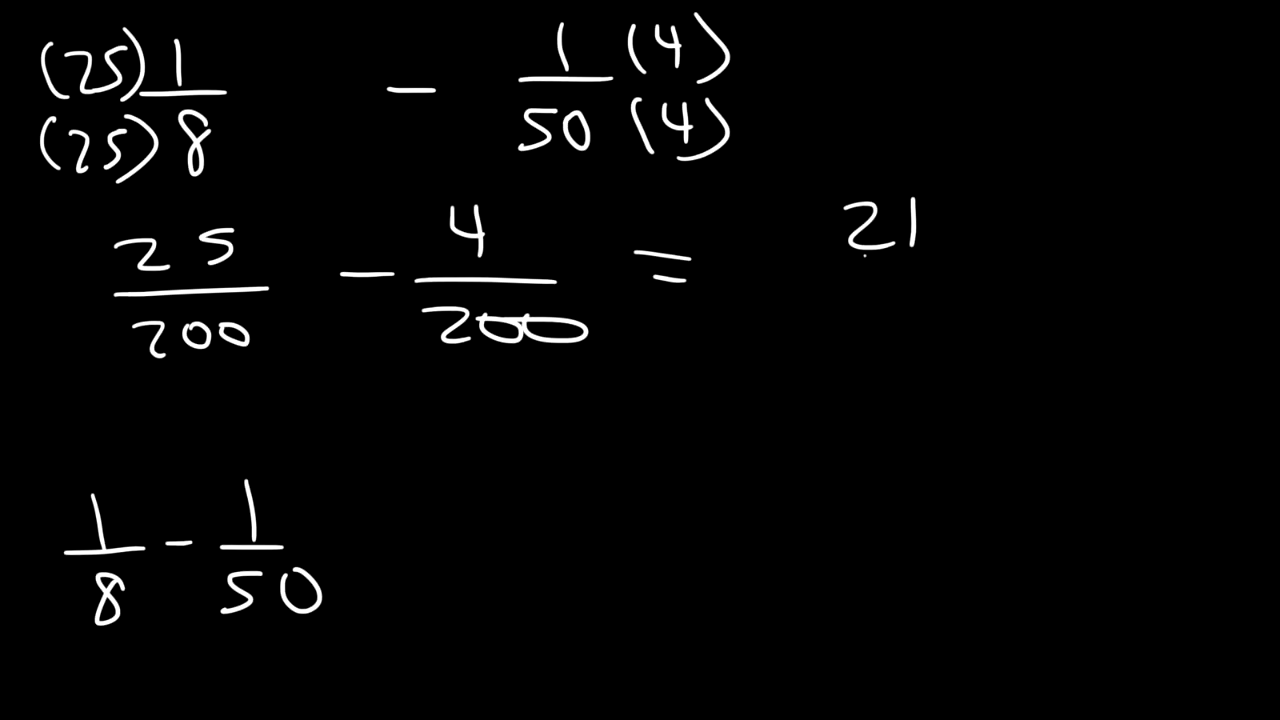 (25) 1 - 1 (4)
(25) 8 50 (4)
25 - 4 = 21
200 200
1 - 1
8 50